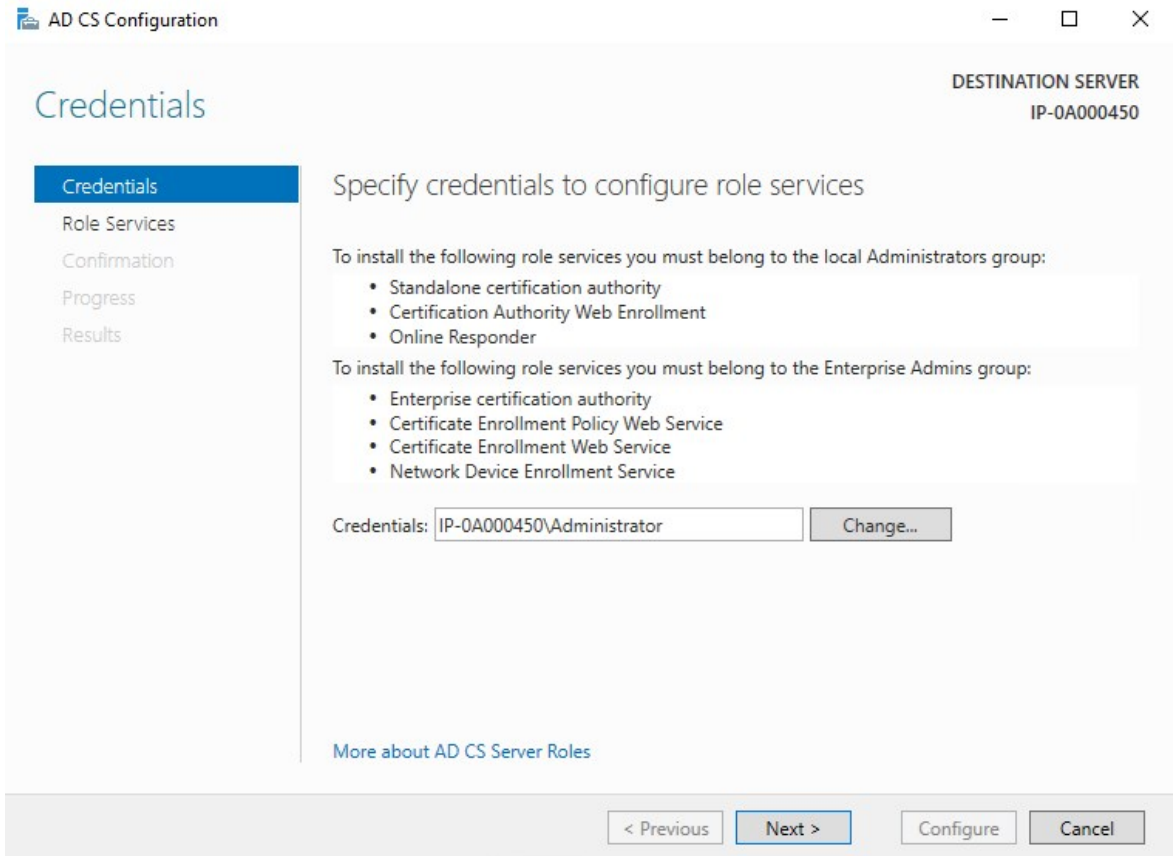 AD CS Configuration
DESTINATION SERVER
IP-0A000450
Credentials
Credentials
Role Services
Confirmation
Progress
Results
Specify credentials to configure role services
To install the following role services you must belong to the local Administrators group:
• Standalone certification authority
• Certification Authority Web Enrollment
• Online Responder
To install the following role services you must belong to the Enterprise Admins group:
• Enterprise certification authority
• Certificate Enrollment Policy Web Service
• Certificate Enrollment Web Service
• Network Device Enrollment Service
Credentials: IP-0A000450\Administrator Change...
More about AD CS Server Roles
< Previous Next > Configure Cancel